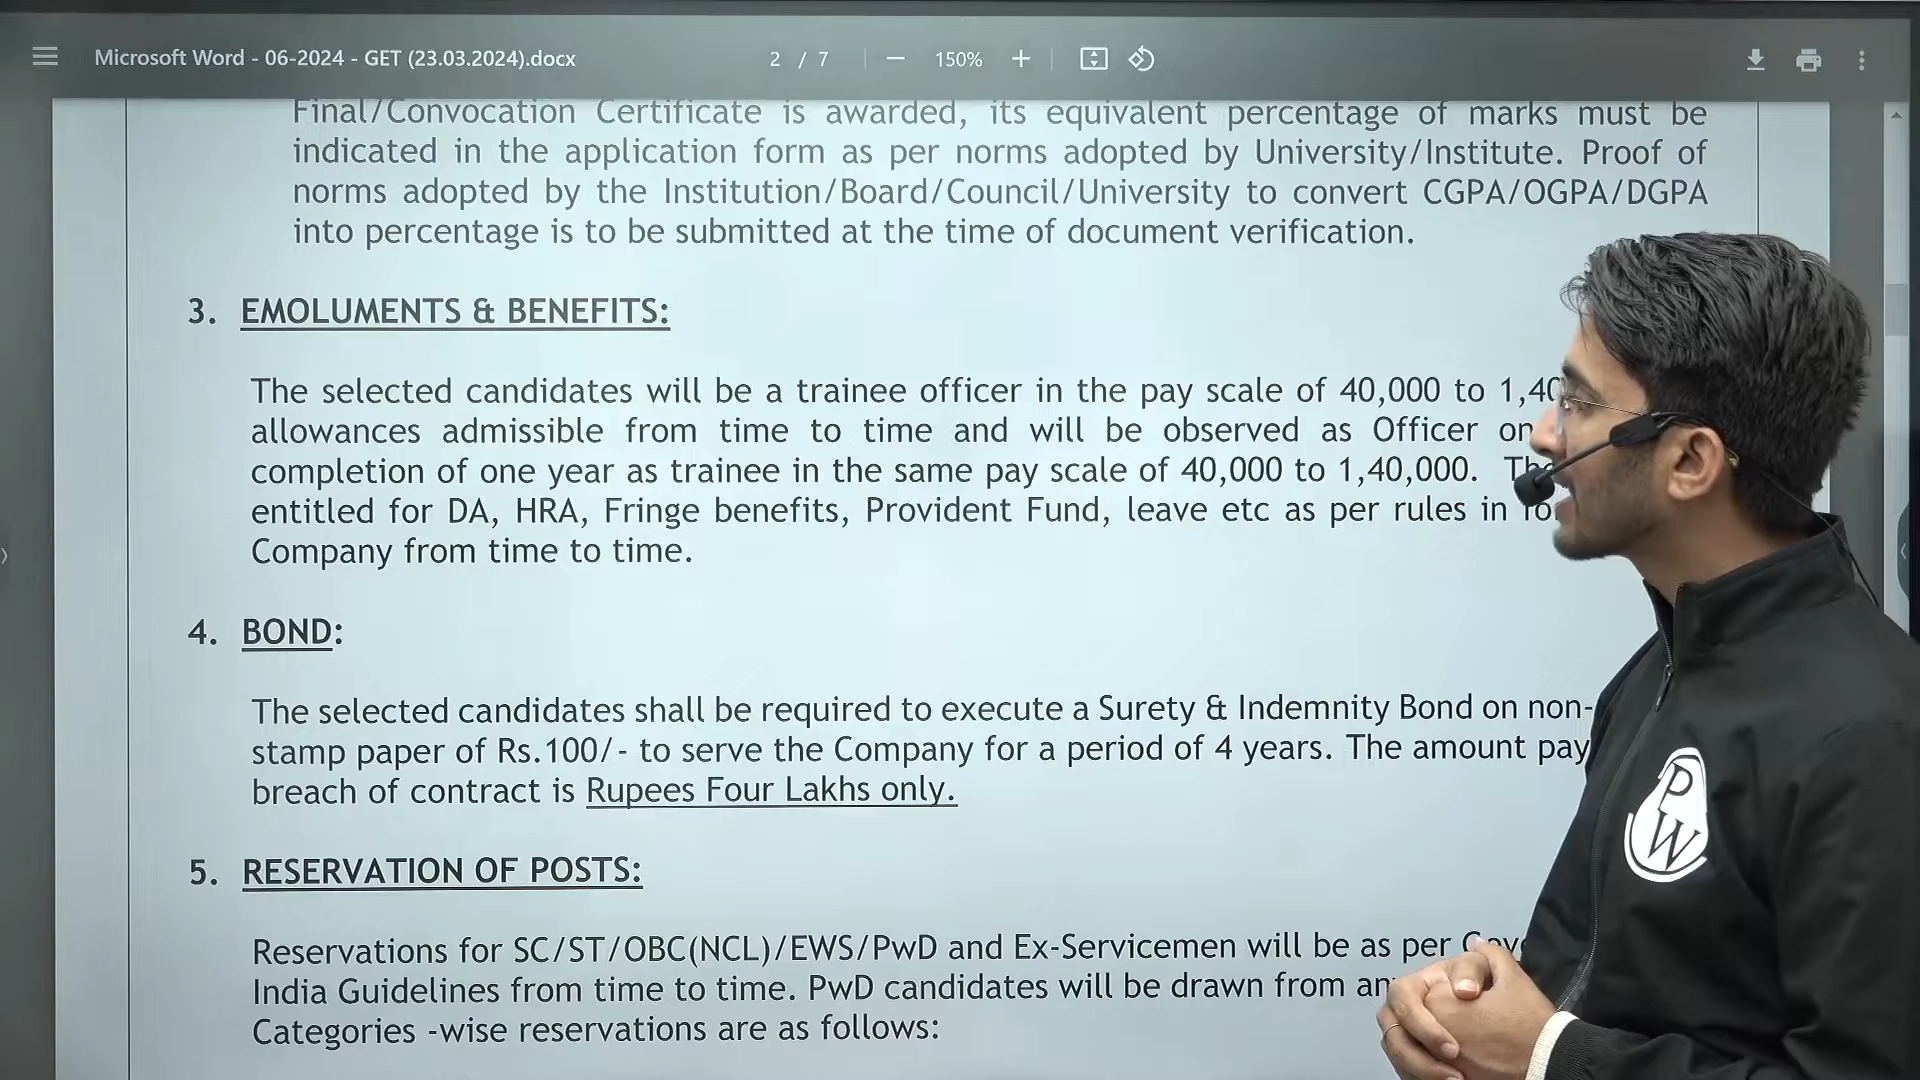 Microsoft Word - 06-2024 - GET (23.03.2024).docx
2 / 7
150%
Final/Convocation Certificate is awarded, its equivalent percentage of marks must be
indicated in the application form as per norms adopted by University/Institute. Proof of
norms adopted by the Institution/Board/Council/University to convert CGPA/OGPA/DGPA
into percentage is to be submitted at the time of document verification.
3. EMOLUMENTS & BENEFITS:
The selected candidates will be a trainee officer in the pay scale of 40,000 to
allowances admissible from time to time and will be observed as Officer on
completion of one year as trainee in the same pay scale of 40,000 to 1,40,000.
entitled for DA, HRA, Fringe benefits, Provident Fund, leave etc as per rules in
Company from time to time.
4. BOND:
The selected candidates shall be required to execute a Surety & Indemnity Bond on non-
stamp paper of Rs.100/- to serve the Company for a period of 4 years. The amount
breach of contract is Rupees Four Lakhs only.
5. RESERVATION OF POSTS:
Reservations for SC/ST/OBC(NCL)/EWS/PwD and Ex-Servicemen will be as per
India Guidelines from time to time. PwD candidates will be drawn from
Categories -wise reservations are as follows:
PW